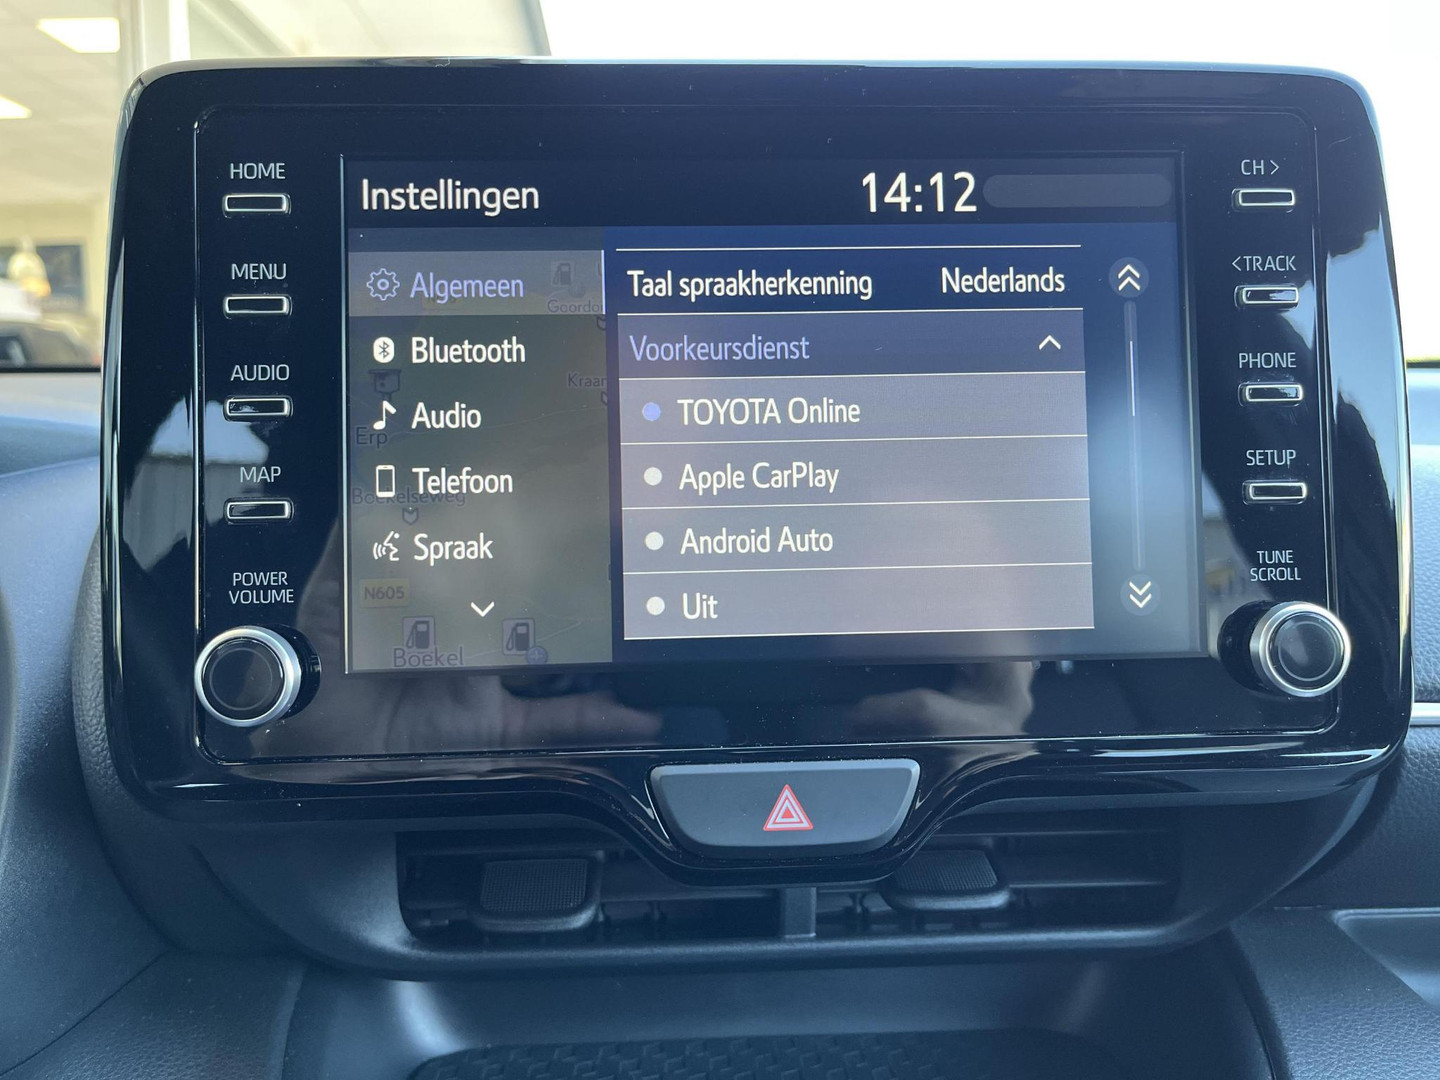 HOME
MENU
AUDIO
MAP
POWER
VOLUME
Instellingen
14:12
Algemeen
Bluetooth
Audio
Telefoon
Spraak
Erp
N605
Boekel
Taal spraakherkenning Nederlands
Voorkeursdienst
TOYOTA Online
Apple CarPlay
Android Auto
Uit
CH >
< TRACK
PHONE
SETUP
TUNE
SCROLL